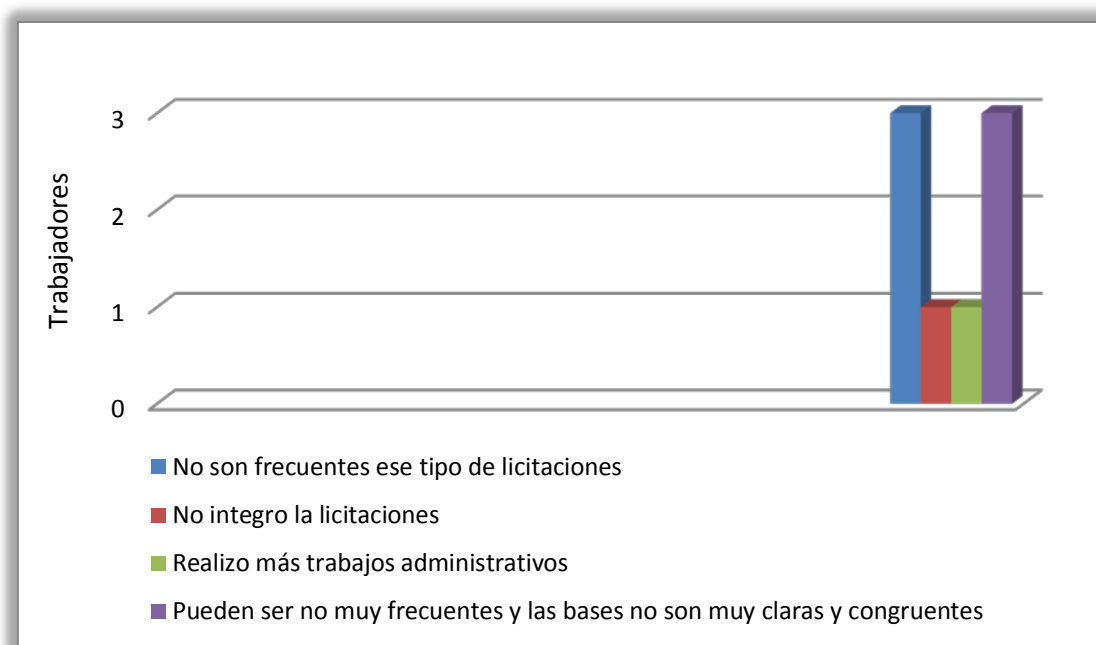 3
2
1
0
Trabajadores
No son frecuentes ese tipo de licitaciones
No integro la licitaciones
Realizo más trabajos administrativos
Pueden ser no muy frecuentes y las bases no son muy claras y congruentes